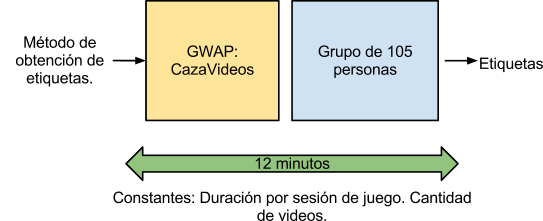 Método de
obtención de
etiquetas.
GWAP:
CazaVideos
Grupo de 105
personas
Etiquetas
12 minutos
Constantes: Duración por sesión de juego. Cantidad
de videos.